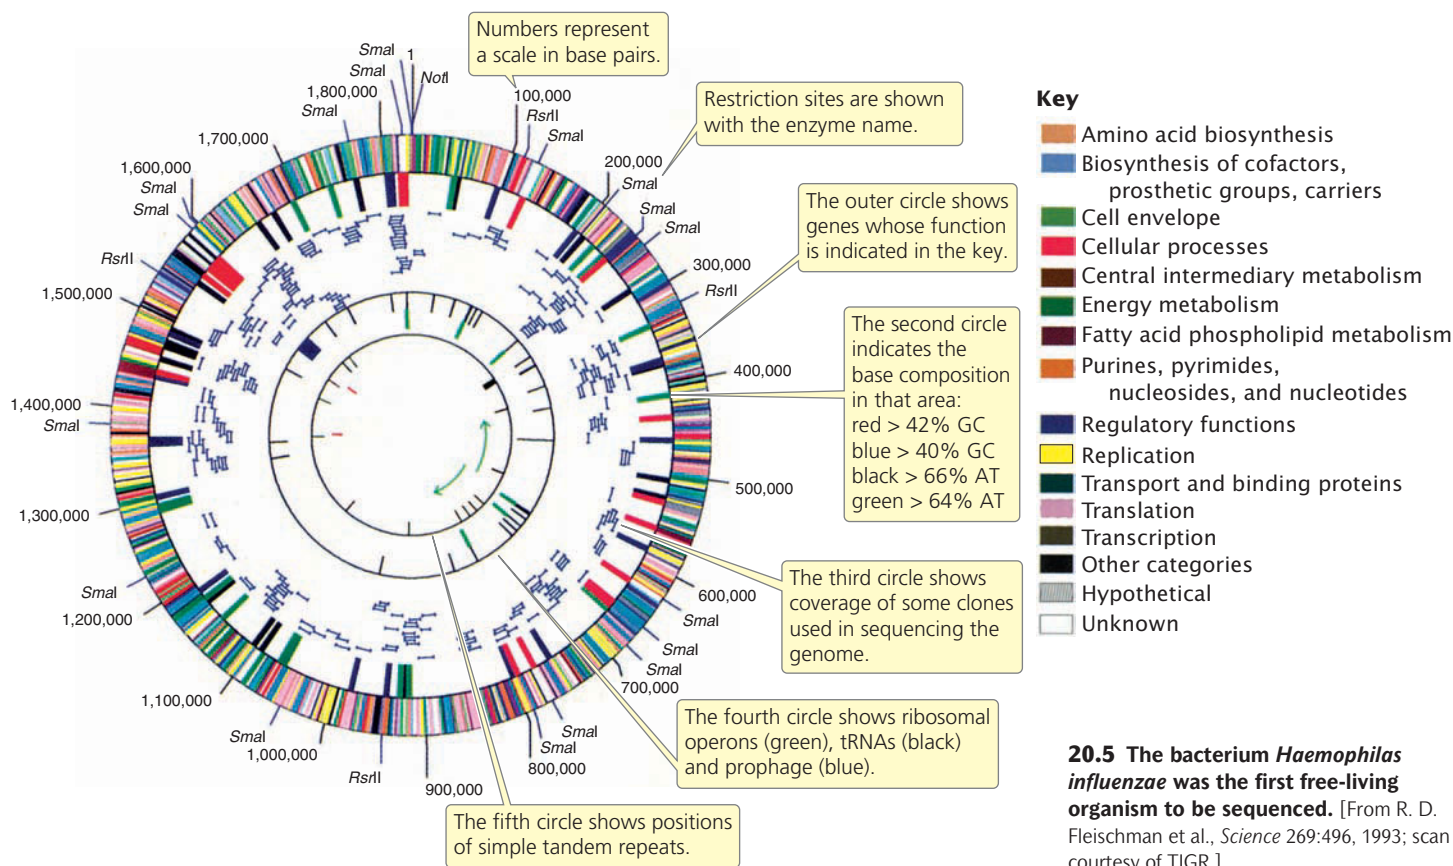 Numbers represent
a scale in base pairs.
SmaI
1
SmaI
NotI
1,800,000
SmaI
100,000
RsrII
SmaI
Restriction sites are shown
with the enzyme name.
1,700,000
1,600,000
SmaI
SmaI
200,000
SmaI
SmaI
SmaI
The outer circle shows
genes whose function
is indicated in the key.
RsrII
300,000
RsrII
1,500,000
The second circle
indicates the
base composition
in that area:
red > 42% GC
blue > 40% GC
black > 66% AT
green > 64% AT
400,000
1,400,000
SmaI
500,000
1,300,000
The third circle shows
coverage of some clones
used in sequencing the
genome.
SmaI
1,200,000
600,000
SmaI
SmaI
SmaI
700,000
1,100,000
The fourth circle shows ribosomal
operons (green), tRNAs (black)
and prophage (blue).
SmaI
1,000,000
SmaI
SmaI
800,000
RsrII
900,000
The fifth circle shows positions
of simple tandem repeats.
Key
Amino acid biosynthesis
Biosynthesis of cofactors,
prosthetic groups, carriers
Cell envelope
Cellular processes
Central intermediary metabolism
Energy metabolism
Fatty acid phospholipid metabolism
Purines, pyrimides,
nucleosides, and nucleotides
Regulatory functions
Replication
Transport and binding proteins
Translation
Transcription
Other categories
Hypothetical
Unknown
20.5 The bacterium Haemophilas
influenzae was the first free-living
organism to be sequenced. [From R. D.
Fleischman et al., Science 269:496, 1993; scan
courtesy of TIGR.]